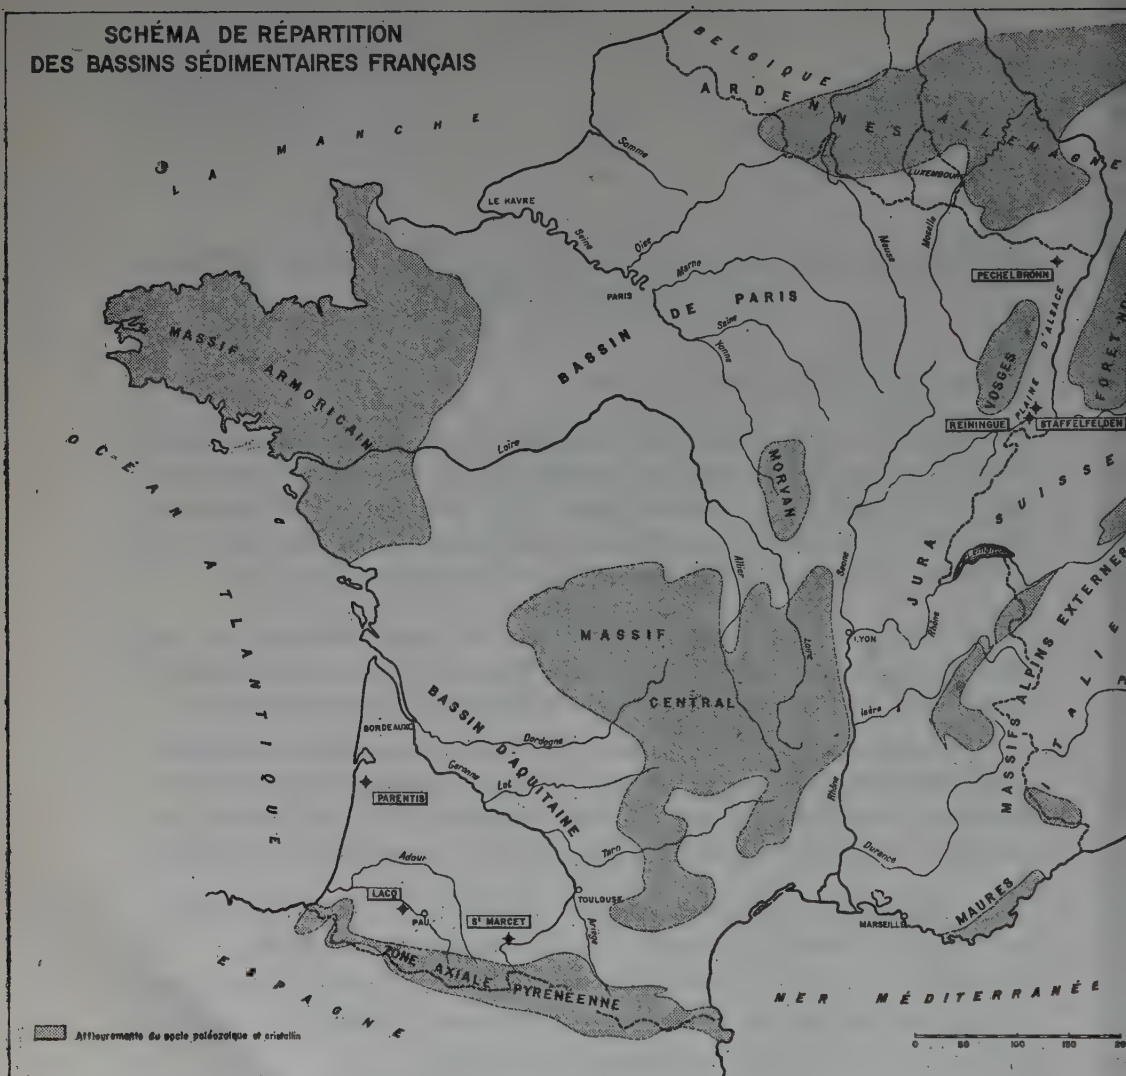 SCHÉMA DE RÉPARTITION
DES BASSINS SÉDIMENTAIRES FRANÇAIS
BELGIQUE
ARDENNES
ALLEMAGNE
LA MANCHE
Somme
LUXEMBOURG
LE HAVRE
Seine
Oise
Marne
Meuse
Moselle
PECHELBRONN
PARIS
BASSIN DE PARIS
Seine
Yonne
PLAINE D'ALSACE
VOSGES
MASSIF ARMORICAIN
REININGUE
STAFFELFELDEN
Loire
MORVAN
SUISSE
OCÉAN ATLANTIQUE
Allier
Saone
JURA
MASSIF CENTRAL
Loire
LYON
Rhône
MASSIFS ALPINS EXTERNES
ITALIE
BASSIN D'AQUITAINE
BORDEAUX
Dordogne
Isère
Garonne
Lot
PARENTIS
Rhône
Tarn
Durance
Adour
LACQ
PAU
St MARCET
TOULOUSE
Ariège
MARSEILLE
MAURES
ZONE AXIALE PYRÉNÉENNE
ESPAGNE
MER MÉDITERRANÉE
Affleurements du socle paléozoïque et cristallin
0 50 100 150